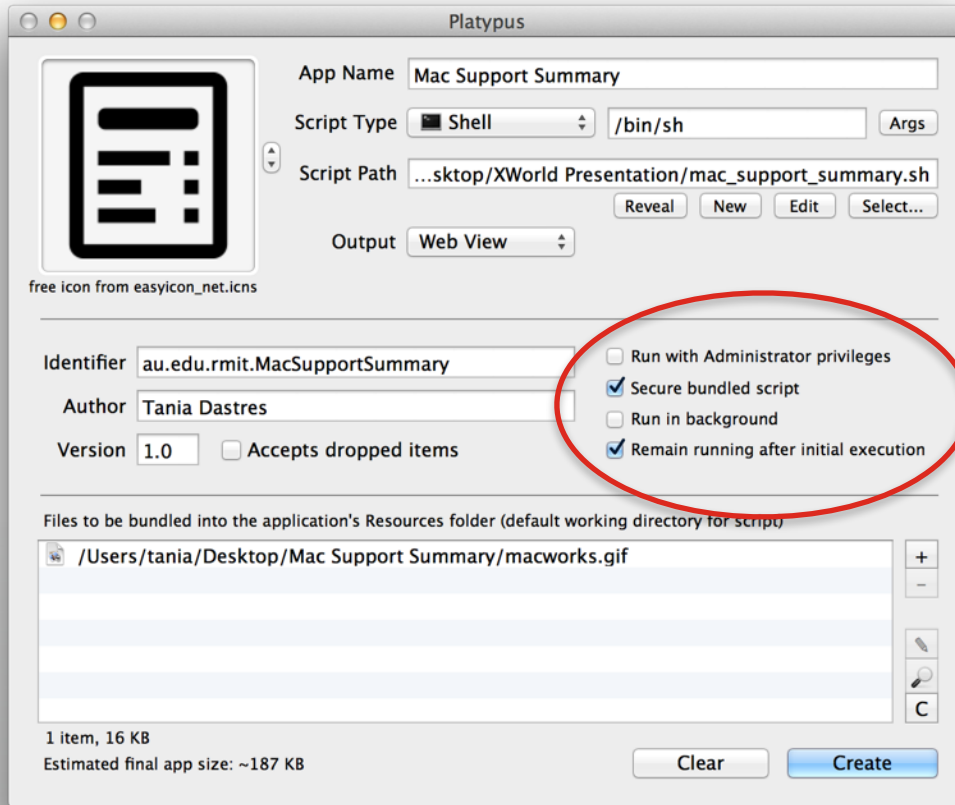 Platypus
App Name Mac Support Summary
Script Type Shell /bin/sh Args
Script Path ...sktop/XWorld Presentation/mac_support_summary.sh
Reveal New Edit Select...
Output Web View
free icon from easyicon_net.icns
Identifier au.edu.rmit.MacSupportSummary
Author Tania Dastres
Version 1.0 Accepts dropped items
Run with Administrator privileges
Secure bundled script
Run in background
Remain running after initial execution
Files to be bundled into the application's Resources folder (default working directory for script)
/Users/tania/Desktop/Mac Support Summary/macworks.gif
+
-
C
1 item, 16 KB
Estimated final app size: ~187 KB
Clear Create